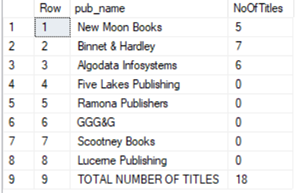 Row pub_name NoOfTitles
1 1 New Moon Books 5
2 2 Binnet & Hardley 7
3 3 Algodata Infosystems 6
4 4 Five Lakes Publishing 0
5 5 Ramona Publishers 0
6 6 GGG&G 0
7 7 Scootney Books 0
8 8 Lucerne Publishing 0
9 9 TOTAL NUMBER OF TITLES 18